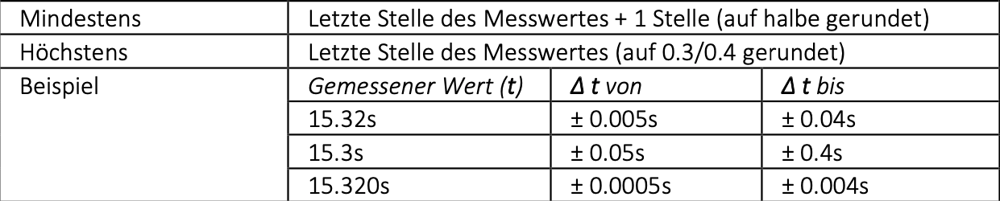 Mindestens Letzte Stelle des Messwertes + 1 Stelle (auf halbe gerundet)
Höchstens Letzte Stelle des Messwertes (auf 0.3/0.4 gerundet)
Beispiel Gemessener Wert (t) Δ t von Δ t bis
15.32s ± 0.005s ± 0.04s
15.3s ± 0.05s ± 0.4s
15.320s ± 0.0005s ± 0.004s